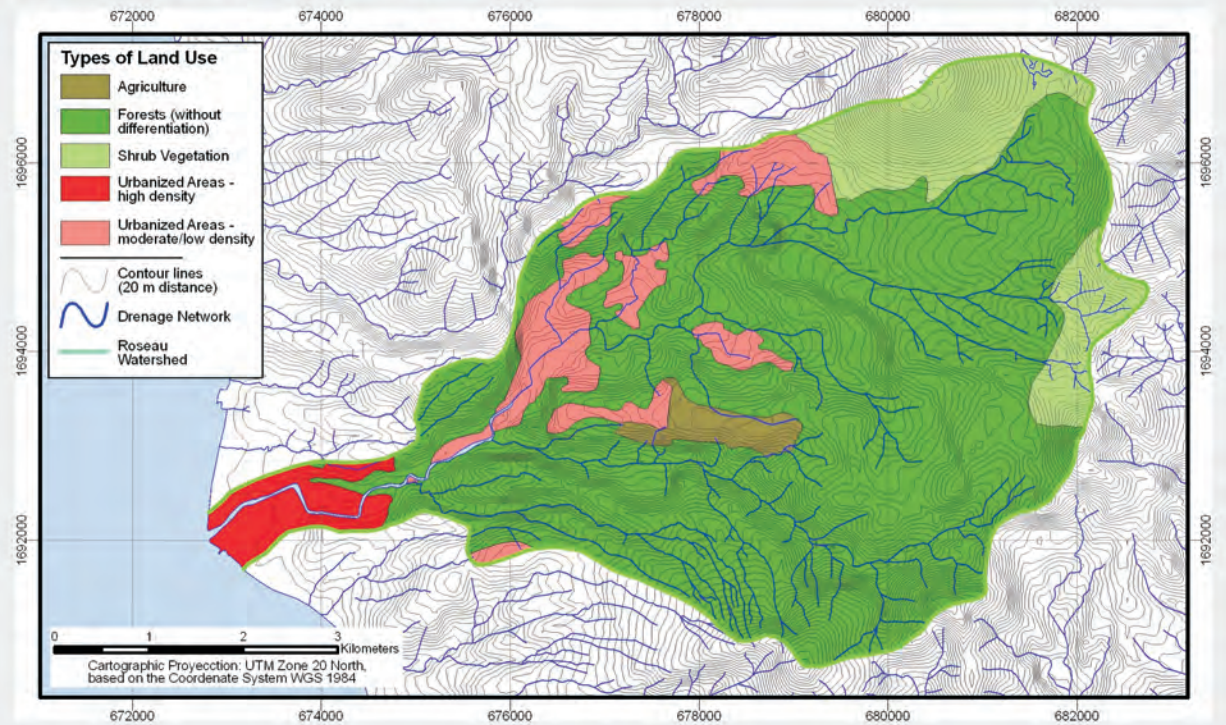 672000 674000 676000 678000 680000 682000
Types of Land Use
Agriculture
Forests (without
differentiation)
Shrub Vegetation
Urbanized Areas -
high density
Urbanized Areas -
moderate/low density
Contour lines
(20 m distance)
Drenage Network
Roseau
Watershed
1696000 1696000
1694000 1694000
1692000 1692000
0 1 2 3
Kilometers
Cartographic Proyecction: UTM Zone 20 North,
based on the Coordenate System WGS 1984
672000 674000 676000 678000 680000 682000